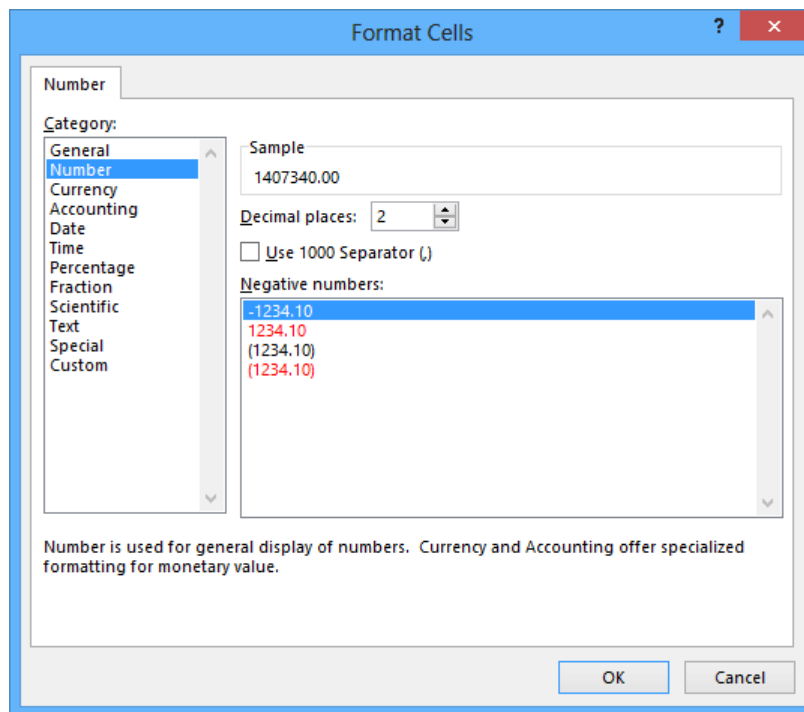 Format Cells
?
Number
Category:
General
Number
Currency
Accounting
Date
Time
Percentage
Fraction
Scientific
Text
Special
Custom
Sample
1407340.00
Decimal places: 2
Use 1000 Separator (,)
Negative numbers:
-1234.10
1234.10
(1234.10)
(1234.10)
Number is used for general display of numbers.  Currency and Accounting offer specialized
formatting for monetary value.
OK
Cancel